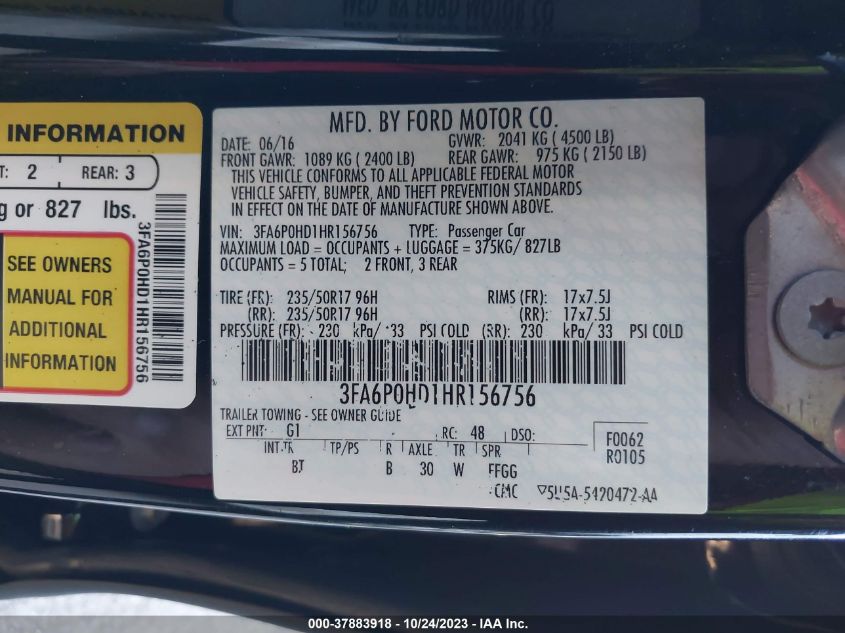 INFORMATION
T: 2 REAR: 3
g or 827 lbs.
SEE OWNERS
MANUAL FOR
ADDITIONAL
INFORMATION
3FA6P0HD1HR156756
MFD. BY FORD MOTOR CO.
DATE: 06/16 GVWR: 2041 KG ( 4500 LB)
FRONT GAWR: 1089 KG ( 2400 LB) REAR GAWR: 975 KG ( 2150 LB)
THIS VEHICLE CONFORMS TO ALL APPLICABLE FEDERAL MOTOR
VEHICLE SAFETY, BUMPER, AND THEFT PREVENTION STANDARDS
IN EFFECT ON THE DATE OF MANUFACTURE SHOWN ABOVE.
VIN: 3FA6P0HD1HR156756 TYPE: Passenger Car
MAXIMUM LOAD = OCCUPANTS + LUGGAGE = 375KG/ 827LB
OCCUPANTS: = 5 TOTAL; 2 FRONT, 3 REAR
TIRE (FR): 235/50R17 96H RIMS (FR): 17x7.5J
(RR): 235/50R17 96H (RR): 17x7.5J
PRESSURE (FR): 230 kPa/ 33 PSI COLD (RR): 230 kPa/ 33 PSI COLD
3FA6P0HD1HR156756
TRAILER TOWING - SEE OWNER GUIDE
EXT PNT: G1 RC: 48 DSO: F0062
R0105
INT TR TP/PS R AXLE TR SPR
BT B 30 W FFGG
CMC 5U5A-5420472-AA
000-37883918 - 10/24/2023 - IAA Inc.